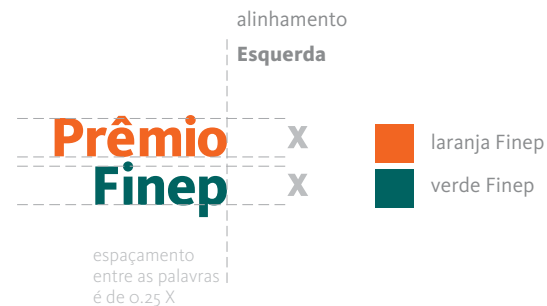 alinhamento
Esquerda
Prêmio X
Finep X
laranja Finep
verde Finep
espaçamento
entre as palavras
é de 0.25 X